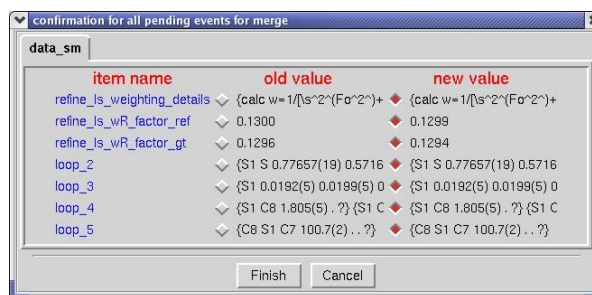 confirmation for all pending events for merge
data_sm
item name old value new value
refine_ls_weighting_details {calc w=1/[\s^2^(Fo^2^)+ {calc w=1/[\s^2^(Fo^2^)+
refine_ls_wR_factor_ref 0.1300 0.1299
refine_ls_wR_factor_gt 0.1296 0.1294
loop_2 {S1 S 0.77657(19) 0.5716 {S1 S 0.77657(19) 0.5716
loop_3 {S1 0.0192(5) 0.0199(5) 0 {S1 0.0192(5) 0.0199(5) 0
loop_4 {S1 C8 1.805(5) . ?} {S1 C {S1 C8 1.805(5) . ?} {S1 C
loop_5 {C8 S1 C7 100.7(2) . . ?} {C8 S1 C7 100.7(2) . . ?}
Finish Cancel